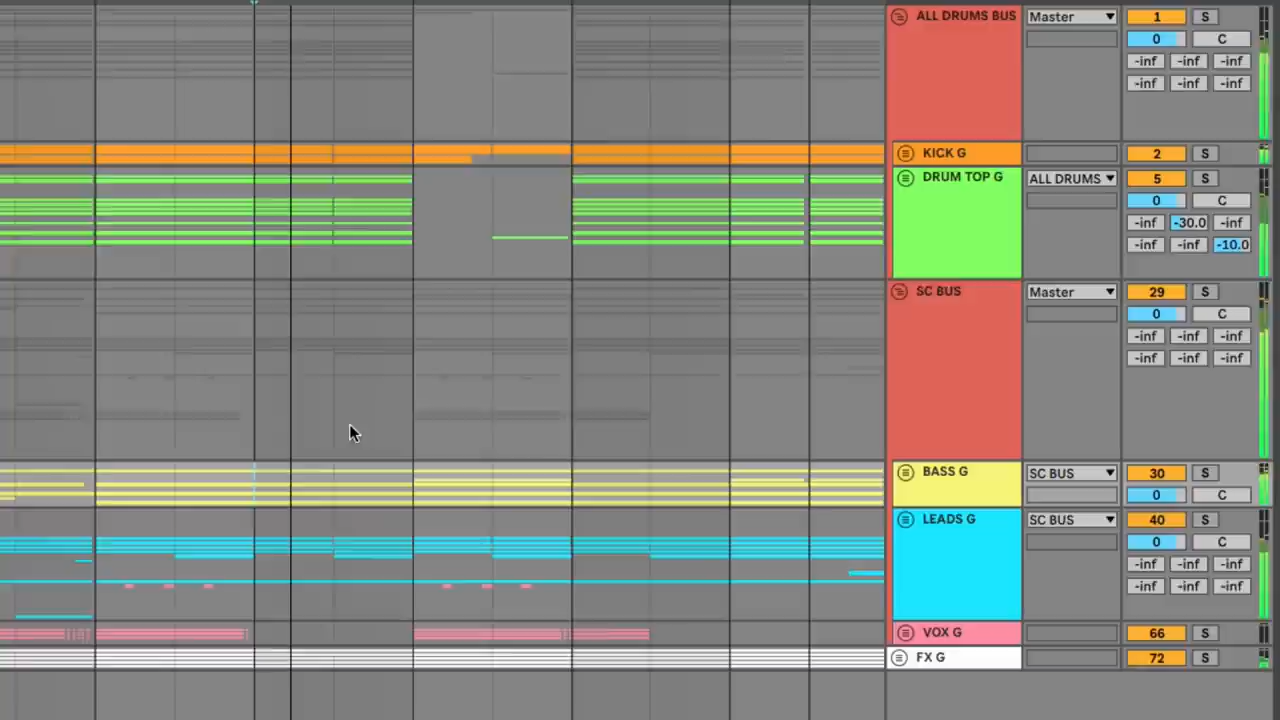 ALL DRUMS BUS Master 1 S
0 C
-inf -inf -inf
-inf -inf -inf
KICK G 2 S
DRUM TOP G ALL DRUMS 5 S
0 C
-inf -30.0 -inf
-inf -inf -10.0
SC BUS Master 29 S
0 C
-inf -inf -inf
-inf -inf -inf
BASS G SC BUS 30 S
0 C
LEADS G SC BUS 40 S
0 C
-inf -inf -inf
-inf -inf -inf
VOX G 66 S
FX G 72 S